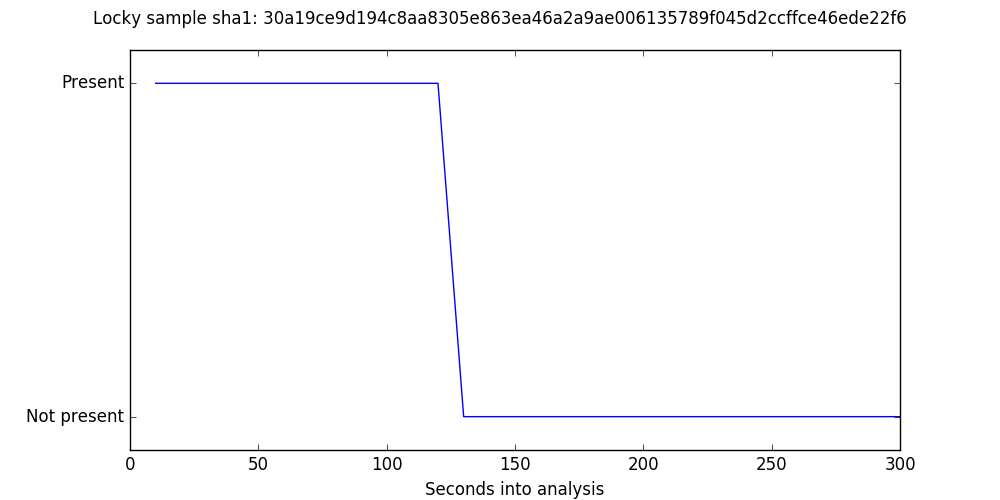 Locky sample sha1: 30a19ce9d194c8aa8305e863ea46a2a9ae006135789f045d2ccffce46ede22f6
Present
Not present
0 50 100 150 200 250 300
Seconds into analysis